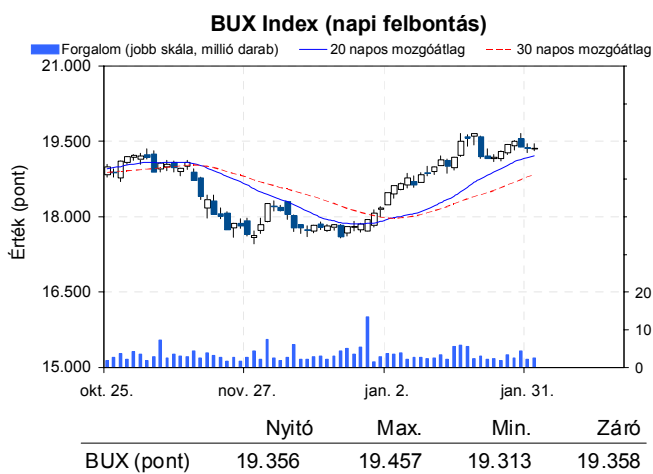 BUX Index (napi felbontás)
Forgalom (jobb skála, millió darab) 20 napos mozgóátlag 30 napos mozgóátlag
21.000
19.500
18.000
16.500
15.000
Érték (pont)
20
10
0
okt. 25. nov. 27. jan. 2. jan. 31.
Nyitó Max. Min. Záró
BUX (pont) 19.356 19.457 19.313 19.358